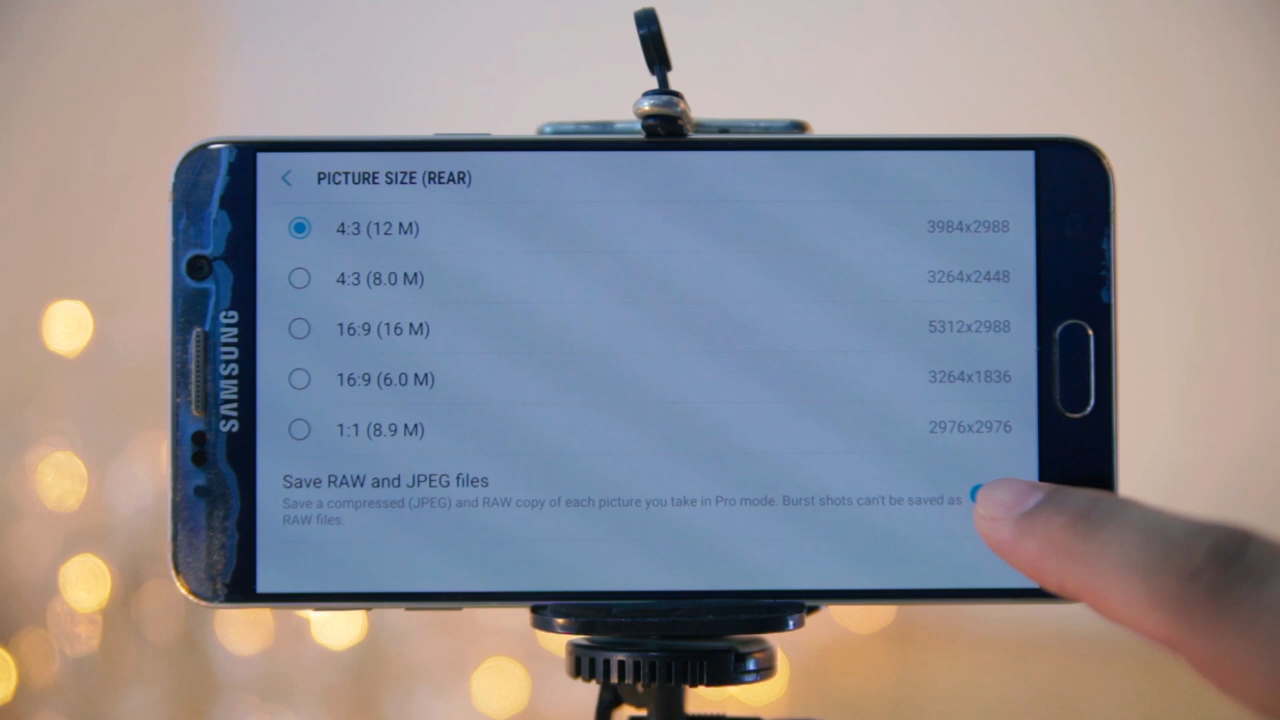 PICTURE SIZE (REAR)
4:3 (12 M) 3984x2988
4:3 (8.0 M) 3264x2448
16:9 (16 M) 5312x2988
16:9 (6.0 M) 3264x1836
1:1 (8.9 M) 2976x2976
Save RAW and JPEG files
Save a compressed (JPEG) and RAW copy of each picture you take in Pro mode. Burst shots can't be saved as
RAW files.
SAMSUNG